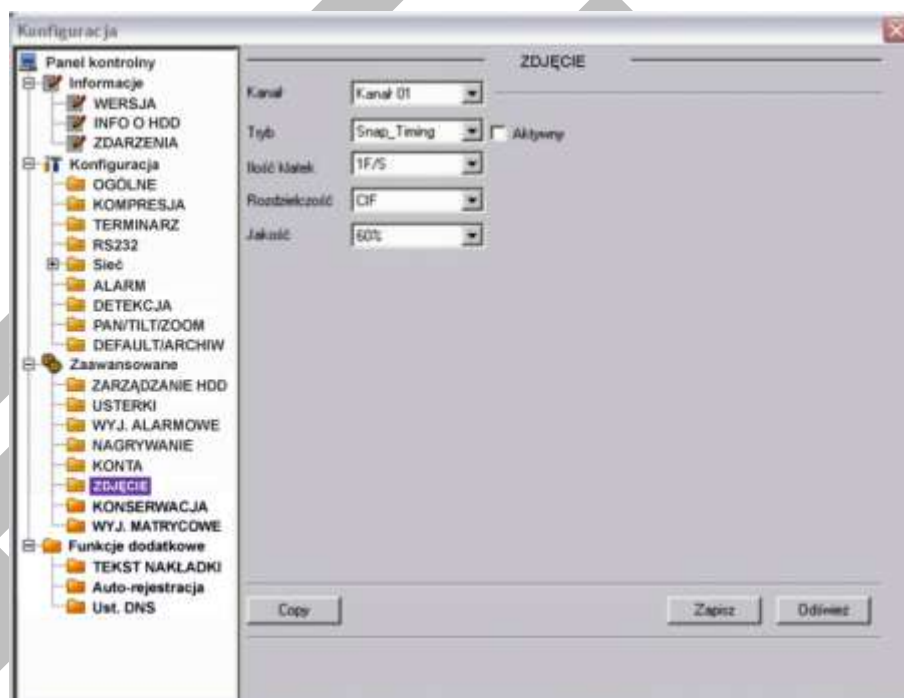 Konfiguracja
Panel kontrolny
Informacje
WERSJA
INFO O HDD
ZDARZENIA
Konfiguracja
OGÓLNE
KOMPRESJA
TERMINARZ
RS232
Sieć
ALARM
DETEKCJA
PAN/TILT/ZOOM
DEFAULT/ARCHIW
Zaawansowane
ZARZĄDZANIE HDD
USTERKI
WYJ. ALARMOWE
NAGRYWANIE
KONTA
ZDJĘCIE
KONSERWACJA
WYJ. MATRYCOWE
Funkcje dodatkowe
TEKST NAKŁADKI
Auto-rejestracja
Ust. DNS
ZDJĘCIE
Kanał Kanał 01
Tryb Snap_Timing Aktywny
Ilość klatek 1F/S
Rozdzielczość CIF
Jakość 60%
Copy Zapisz Odśwież